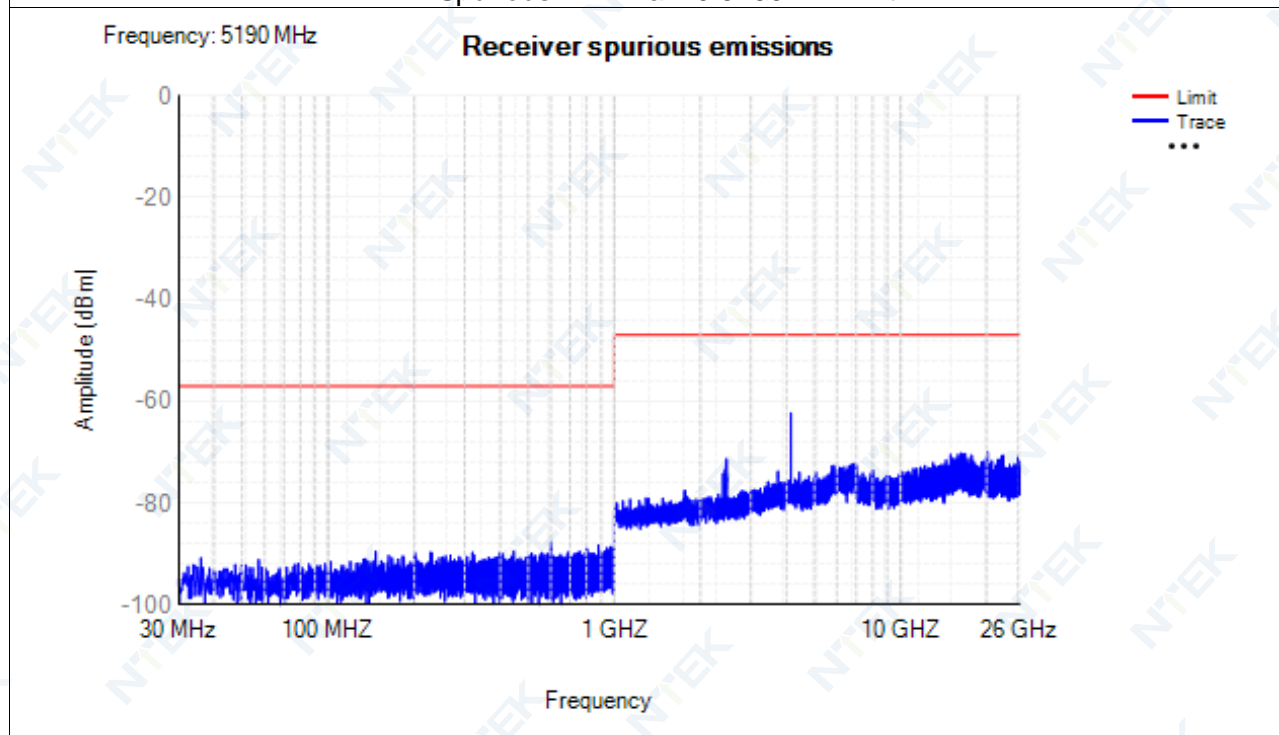 Frequency: 5190 MHz
Receiver spurious emissions
Limit
Trace
0
-20
-40
-60
-80
-100
Amplitude (dBm)
30 MHz
100 MHZ
1 GHZ
10 GHZ
26 GHz
Frequency
NTEK